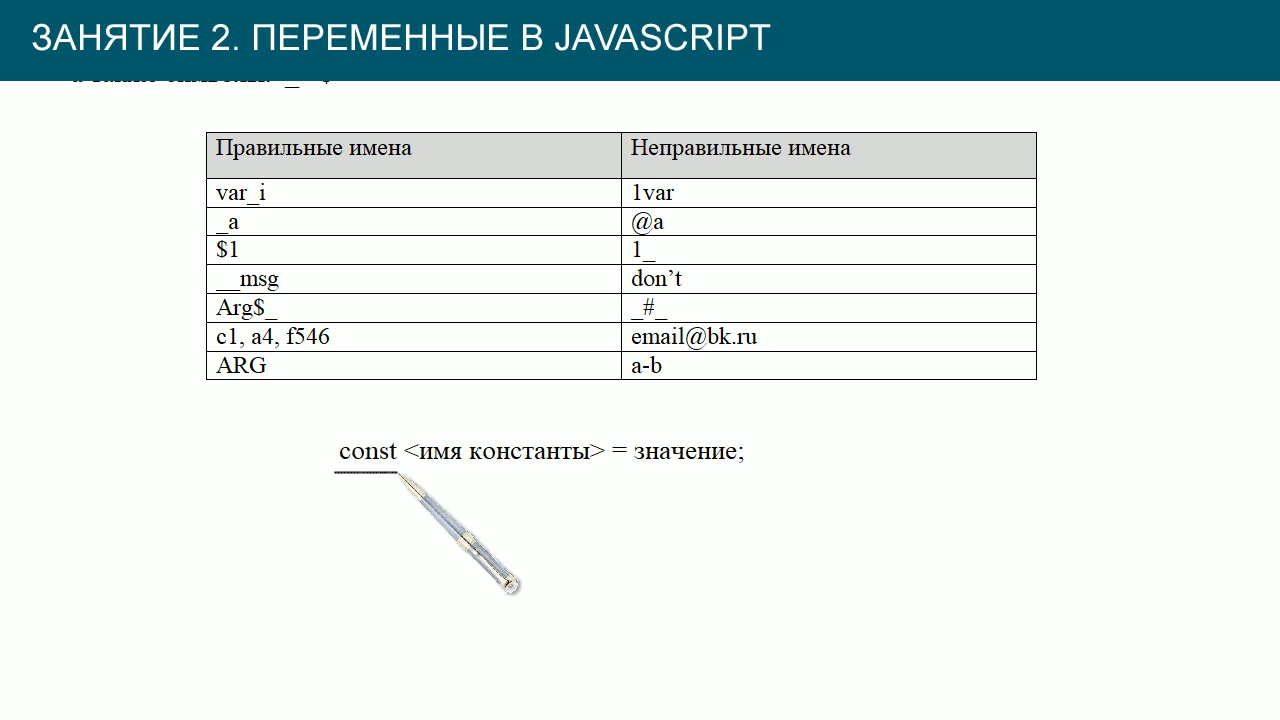 ЗАНЯТИЕ 2. ПЕРЕМЕННЫЕ В JAVASCRIPT
Правильные имена Неправильные имена
var_i 1var
_a @a
$1 1_
__msg don’t
Arg$_ _#_
c1, a4, f546 email@bk.ru
ARG a-b
const <имя константы> = значение;